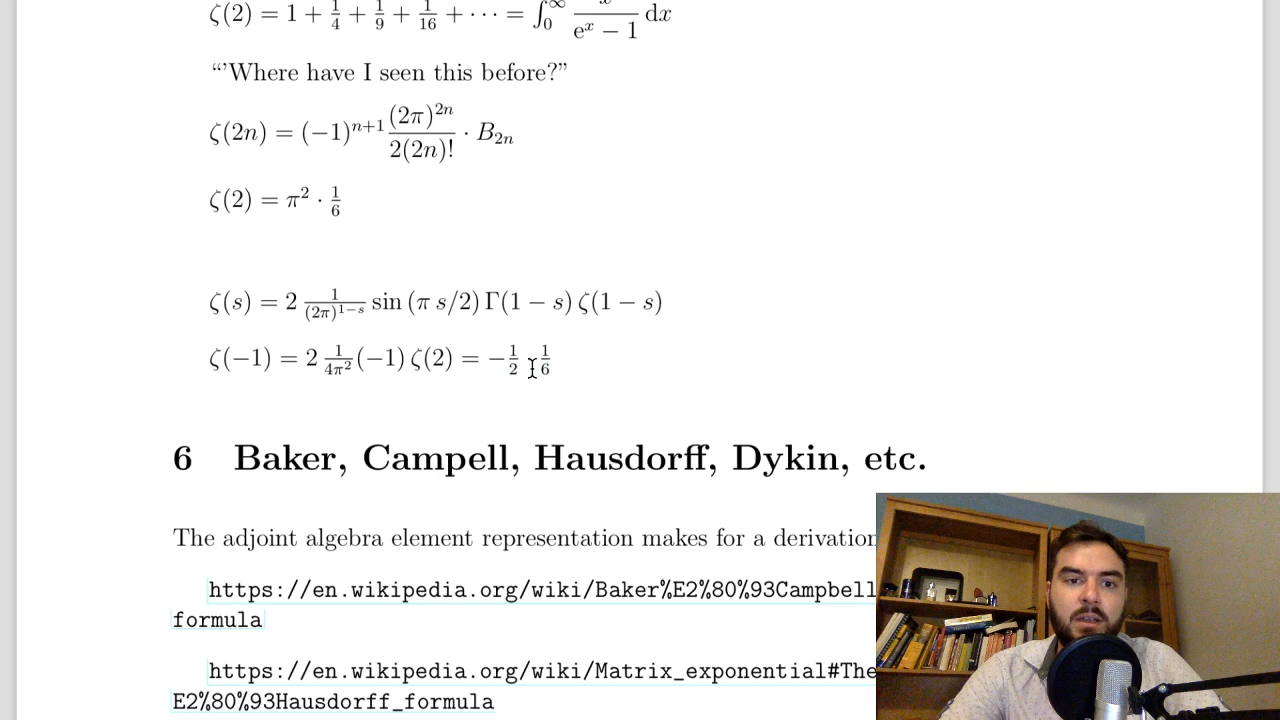 ζ(2) = 1 + 1/4 + 1/9 + 1/16 + ··· = ∫₀^∞ x/(eˣ − 1) dx
“’Where have I seen this before?”
ζ(2n) = (−1)ⁿ⁺¹ (2π)²ⁿ/2(2n)! · B₂ₙ
ζ(2) = π² · 1/6
ζ(s) = 2 1/(2π)¹⁻ˢ sin (π s/2) Γ(1 − s) ζ(1 − s)
ζ(−1) = 2 1/4π² (−1) ζ(2) = −1/2 1/6
6 Baker, Campell, Hausdorff, Dykin, etc.
The adjoint algebra element representation makes for a derivation
https://en.wikipedia.org/wiki/Baker%E2%80%93Campbell
formula
https://en.wikipedia.org/wiki/Matrix_exponential#The
E2%80%93Hausdorff_formula